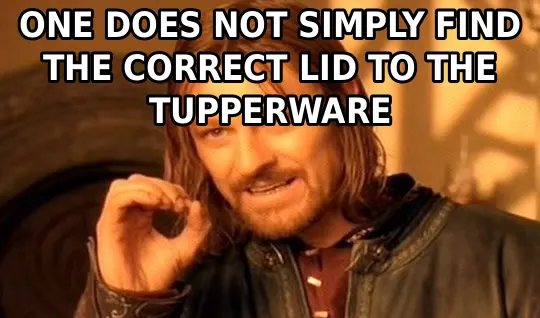 ONE DOES NOT SIMPLY FIND
THE CORRECT LID TO THE
TUPPERWARE